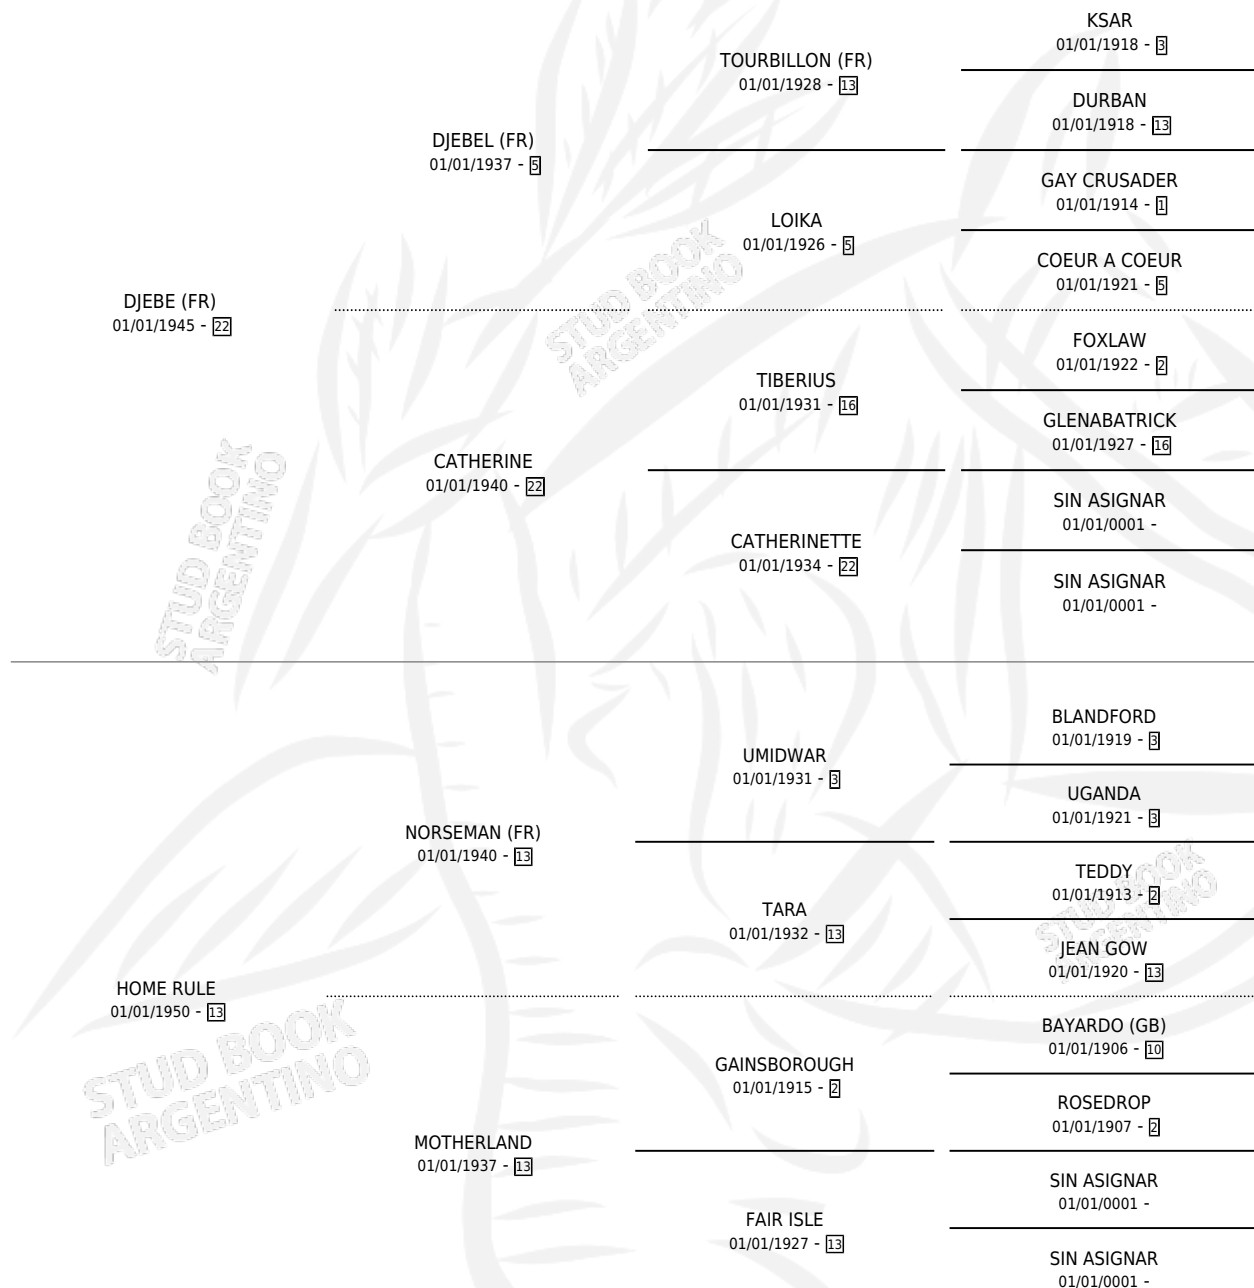 KSAR
01/01/1918 - 3
TOURBILLON (FR)
01/01/1928 - 13
DURBAN
01/01/1918 - 13
DJEBEL (FR)
01/01/1937 - 5
GAY CRUSADER
01/01/1914 - 1
LOIKA
01/01/1926 - 5
COEUR A COEUR
01/01/1921 - 5
DJEBE (FR)
01/01/1945 - 22
FOXLAW
01/01/1922 - 2
TIBERIUS
01/01/1931 - 16
GLENABATRICK
01/01/1927 - 16
CATHERINE
01/01/1940 - 22
SIN ASIGNAR
01/01/0001 -
CATHERINETTE
01/01/1934 - 22
SIN ASIGNAR
01/01/0001 -
BLANDFORD
01/01/1919 - 3
UMIDWAR
01/01/1931 - 3
UGANDA
01/01/1921 - 3
NORSEMAN (FR)
01/01/1940 - 13
TEDDY
01/01/1913 - 2
TARA
01/01/1932 - 13
JEAN GOW
01/01/1920 - 13
HOME RULE
01/01/1950 - 13
BAYARDO (GB)
01/01/1906 - 10
GAINSBOROUGH
01/01/1915 - 2
ROSEDROP
01/01/1907 - 2
MOTHERLAND
01/01/1937 - 13
SIN ASIGNAR
01/01/0001 -
FAIR ISLE
01/01/1927 - 13
SIN ASIGNAR
01/01/0001 -
STUD BOOK
ARGENTINO
STUD BOOK
ARGENTINO
STUD BOOK
ARGENTINO
STUD BOOK
ARGENTINO